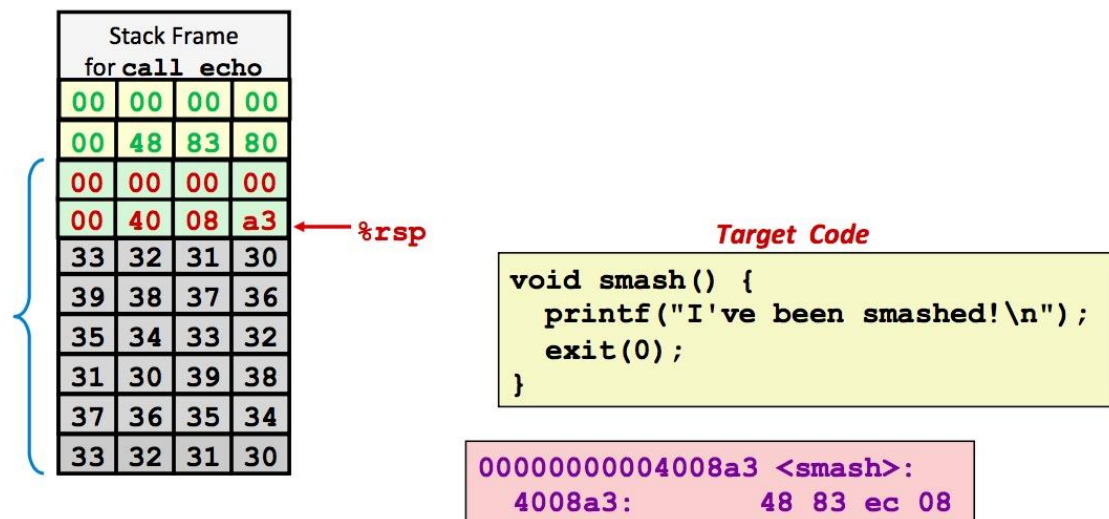 Stack Frame
for call echo
00 00 00 00
00 48 83 80
00 00 00 00
00 40 08 a3
%rsp
33 32 31 30
39 38 37 36
35 34 33 32
31 30 39 38
37 36 35 34
33 32 31 30
Target Code
void smash() {
  printf("I've been smashed!\n");
  exit(0);
}
00000000004008a3 <smash>:
  4008a3:       48 83 ec 08